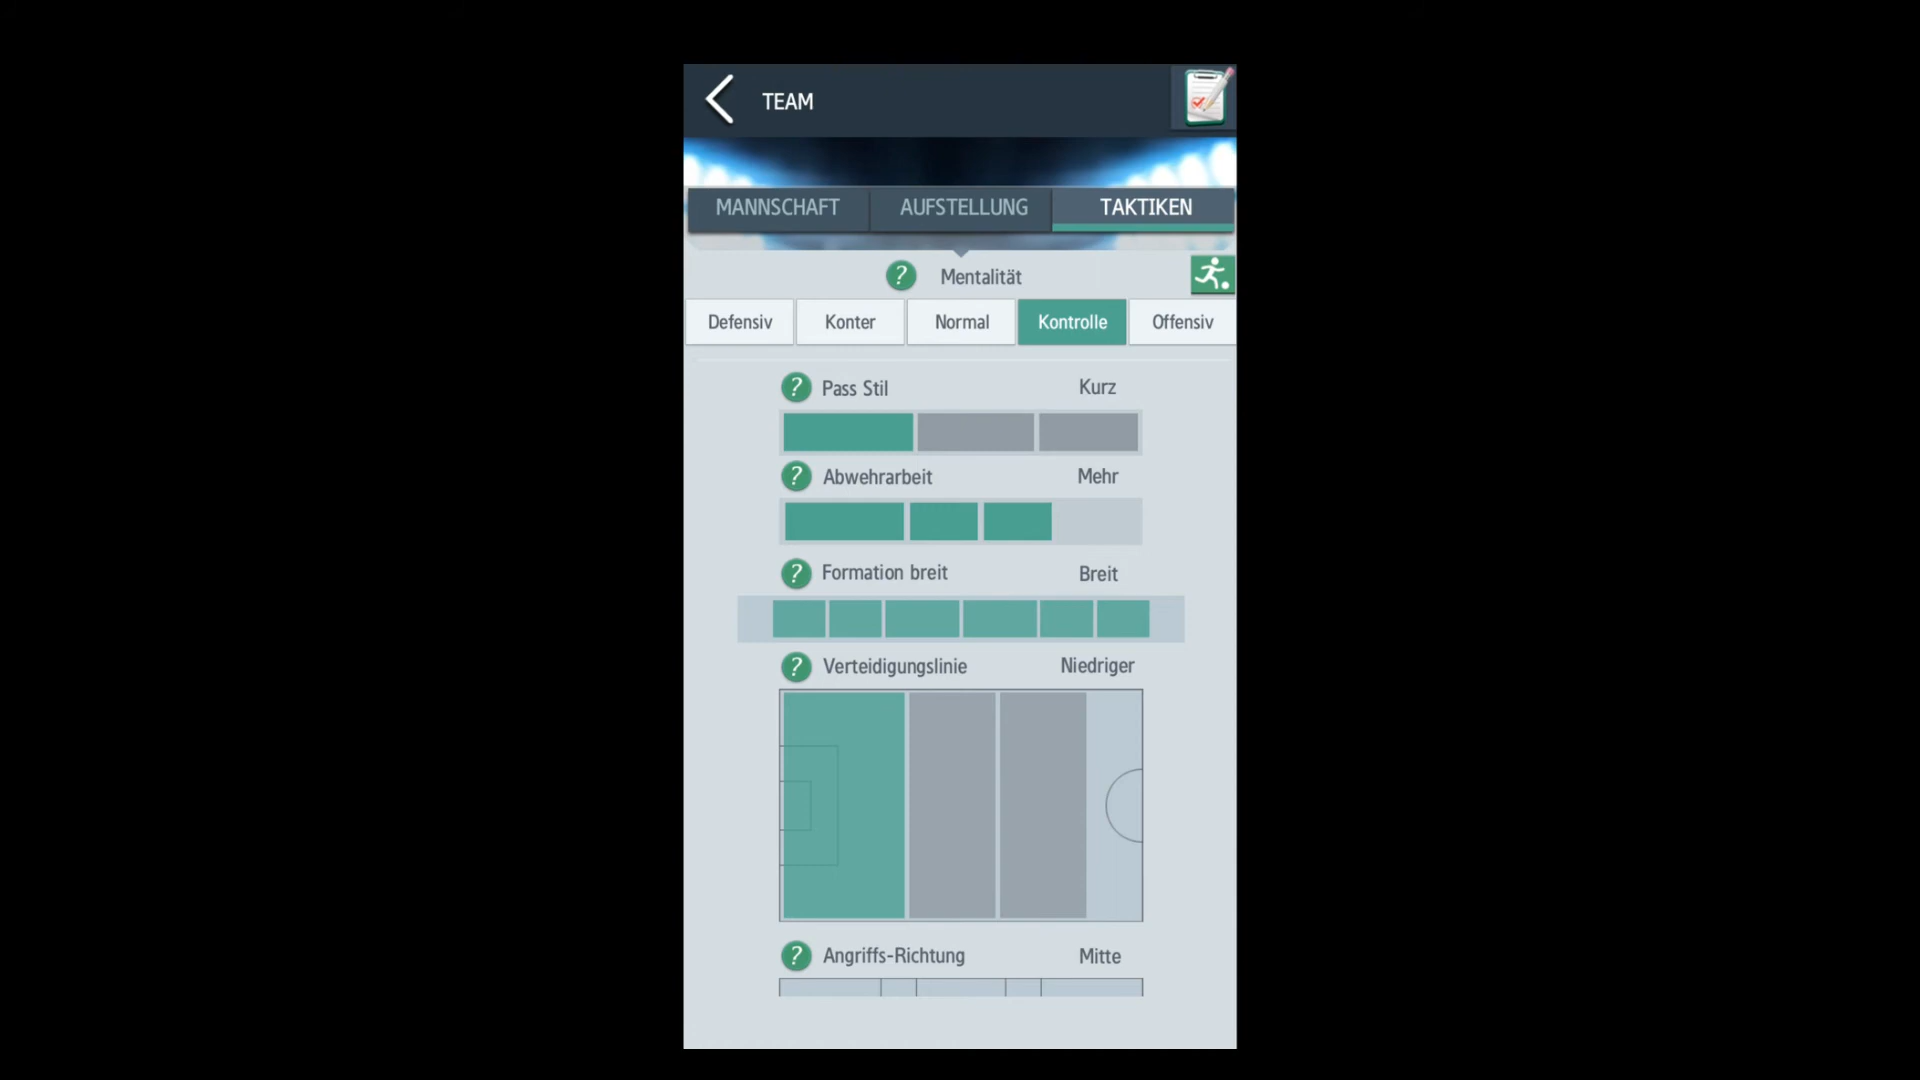 TEAM
MANNSCHAFT AUFSTELLUNG TAKTIKEN
? Mentalität
Defensiv Konter Normal Kontrolle Offensiv
? Pass Stil Kurz
? Abwehrarbeit Mehr
? Formation breit Breit
? Verteidigungslinie Niedriger
? Angriffs-Richtung Mitte